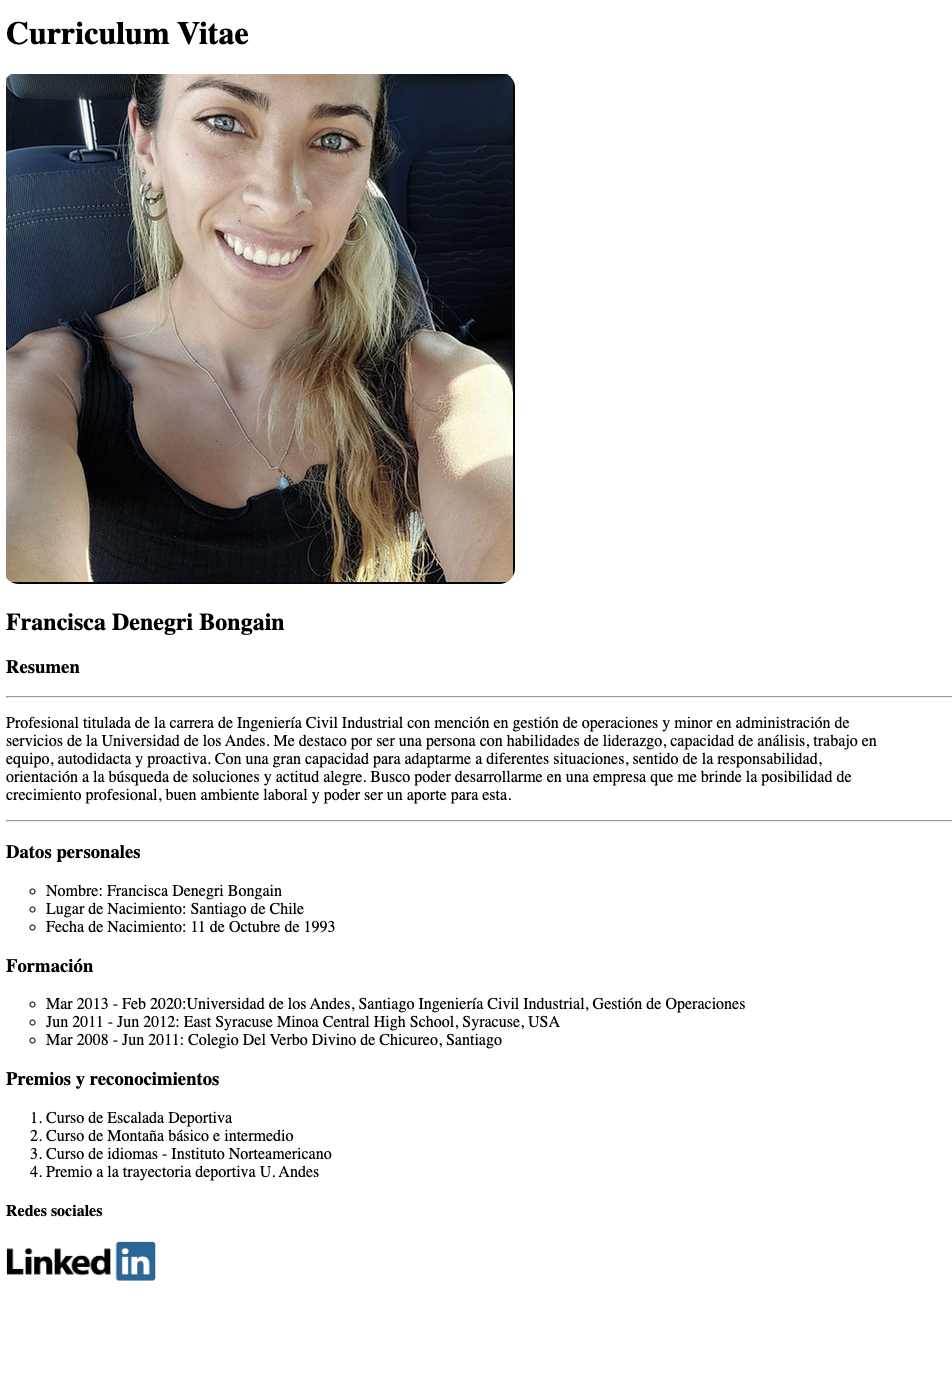 Curriculum Vitae
Francisca Denegri Bongain
Resumen
Profesional titulada de la carrera de Ingeniería Civil Industrial con mención en gestión de operaciones y minor en administración de
servicios de la Universidad de los Andes. Me destaco por ser una persona con habilidades de liderazgo, capacidad de análisis, trabajo en
equipo, autodidacta y proactiva. Con una gran capacidad para adaptarme a diferentes situaciones, sentido de la responsabilidad,
orientación a la búsqueda de soluciones y actitud alegre. Busco poder desarrollarme en una empresa que me brinde la posibilidad de
crecimiento profesional, buen ambiente laboral y poder ser un aporte para esta.
Datos personales
Nombre: Francisca Denegri Bongain
Lugar de Nacimiento: Santiago de Chile
Fecha de Nacimiento: 11 de Octubre de 1993
Formación
Mar 2013 - Feb 2020:Universidad de los Andes, Santiago Ingeniería Civil Industrial, Gestión de Operaciones
Jun 2011 - Jun 2012: East Syracuse Minoa Central High School, Syracuse, USA
Mar 2008 - Jun 2011: Colegio Del Verbo Divino de Chicureo, Santiago
Premios y reconocimientos
1. Curso de Escalada Deportiva
2. Curso de Montaña básico e intermedio
3. Curso de idiomas - Instituto Norteamericano
4. Premio a la trayectoria deportiva U. Andes
Redes sociales
Linked in